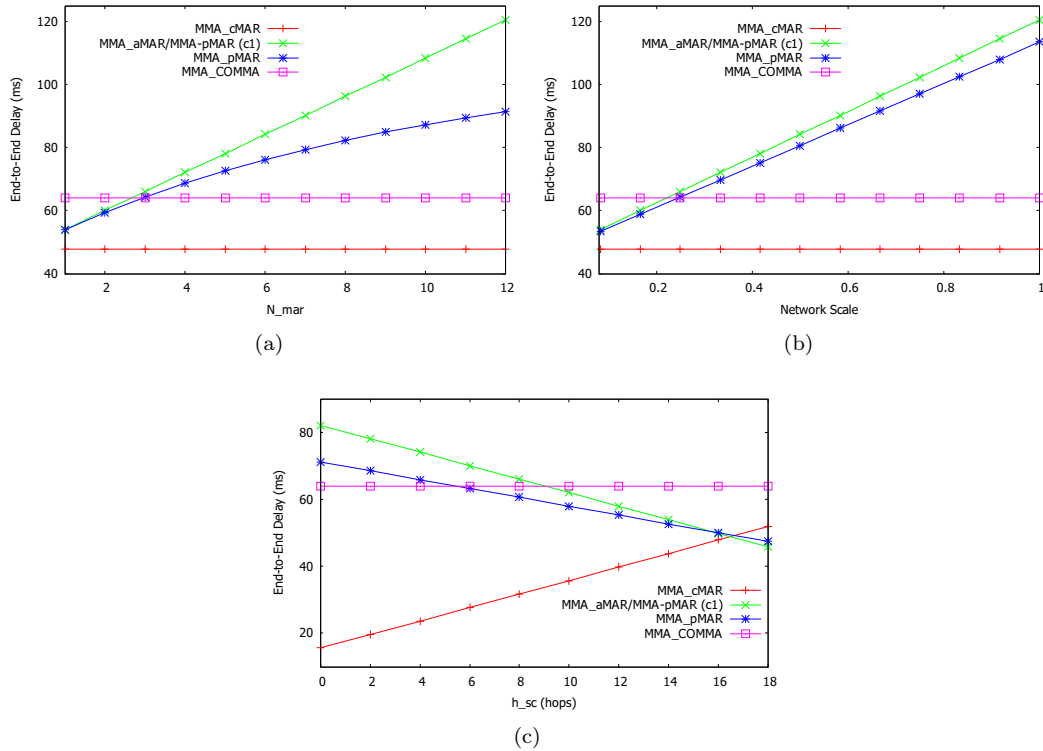 120
100
80
60
40
End-to-End Delay (ms)
MMA_cMAR
MMA_aMAR/MMA-pMAR (c1)
MMA_pMAR
MMA_COMMA
2
4
6
8
10
12
N_mar
(a)
120
100
80
60
40
End-to-End Delay (ms)
MMA_cMAR
MMA_aMAR/MMA-pMAR (c1)
MMA_pMAR
MMA_COMMA
0.2
0.4
0.6
0.8
1
Network Scale
(b)
80
60
40
20
End-to-End Delay (ms)
MMA_cMAR
MMA_aMAR/MMA-pMAR (c1)
MMA_pMAR
MMA_COMMA
0
2
4
6
8
10
12
14
16
18
h_sc (hops)
(c)